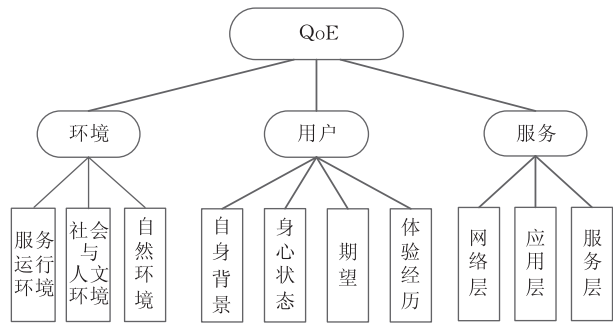 QoE
环境
用户
服务
服务运行环境
社会与人文环境
自然环境
自身背景
身心状态
期望
体验经历
网络层
应用层
服务层